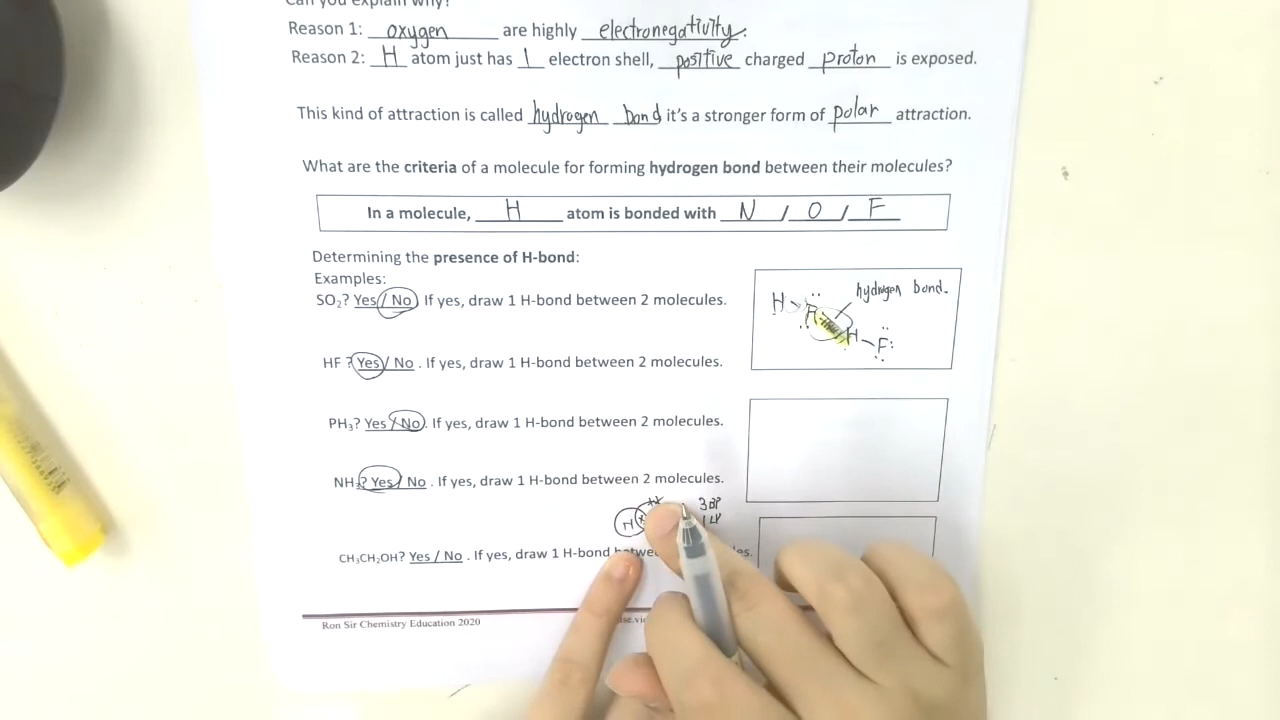 Can you explain why?
Reason 1: oxygen are highly electronegativity.
Reason 2: H atom just has 1 electron shell, positive charged proton is exposed.
This kind of attraction is called hydrogen bond it's a stronger form of polar attraction.
What are the criteria of a molecule for forming hydrogen bond between their molecules?
In a molecule, H atom is bonded with N / O / F
Determining the presence of H-bond:
Examples:
SO₂? Yes / No. If yes, draw 1 H-bond between 2 molecules.
hydrogen bond.
H F H - F
HF ? Yes / No . If yes, draw 1 H-bond between 2 molecules.
PH₃? Yes / No. If yes, draw 1 H-bond between 2 molecules.
NH₃? Yes / No . If yes, draw 1 H-bond between 2 molecules.
3BP
H 1LP
CH₃CH₂OH? Yes / No . If yes, draw 1 H-bond
Ron Sir Chemistry Education 2020